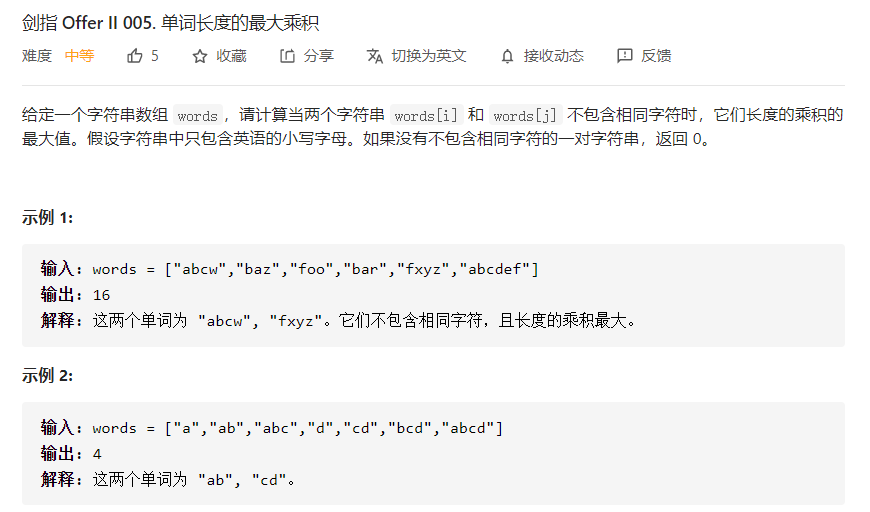 剑指 Offer II 005. 单词长度的最大乘积
难度 中等 5 收藏 分享 切换为英文 接收动态 反馈
给定一个字符串数组 words ，请计算当两个字符串 words[i] 和 words[j] 不包含相同字符时，它们长度的乘积的
最大值。假设字符串中只包含英语的小写字母。如果没有不包含相同字符的一对字符串，返回 0。
示例 1:
输入：words = ["abcw","baz","foo","bar","fxyz","abcdef"]
输出：16
解释：这两个单词为 "abcw", "fxyz"。它们不包含相同字符，且长度的乘积最大。
示例 2:
输入：words = ["a","ab","abc","d","cd","bcd","abcd"]
输出：4
解释：这两个单词为 "ab", "cd"。